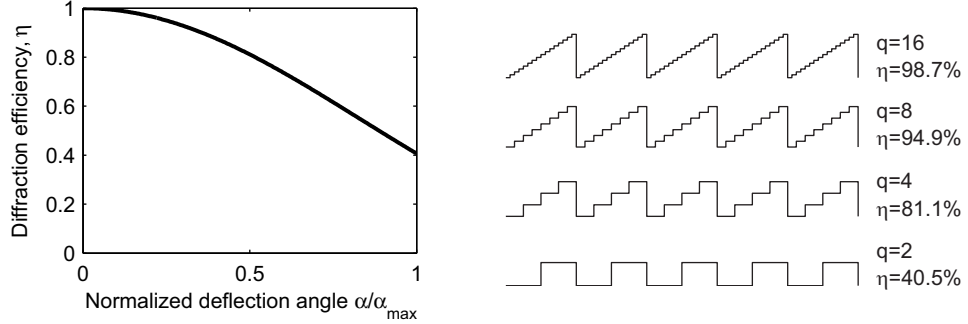 Diffraction efficiency, η
1
0.8
0.6
0.4
0.2
0
0
0.5
1
Normalized deflection angle α/α_max
q=16
η=98.7%
q=8
η=94.9%
q=4
η=81.1%
q=2
η=40.5%